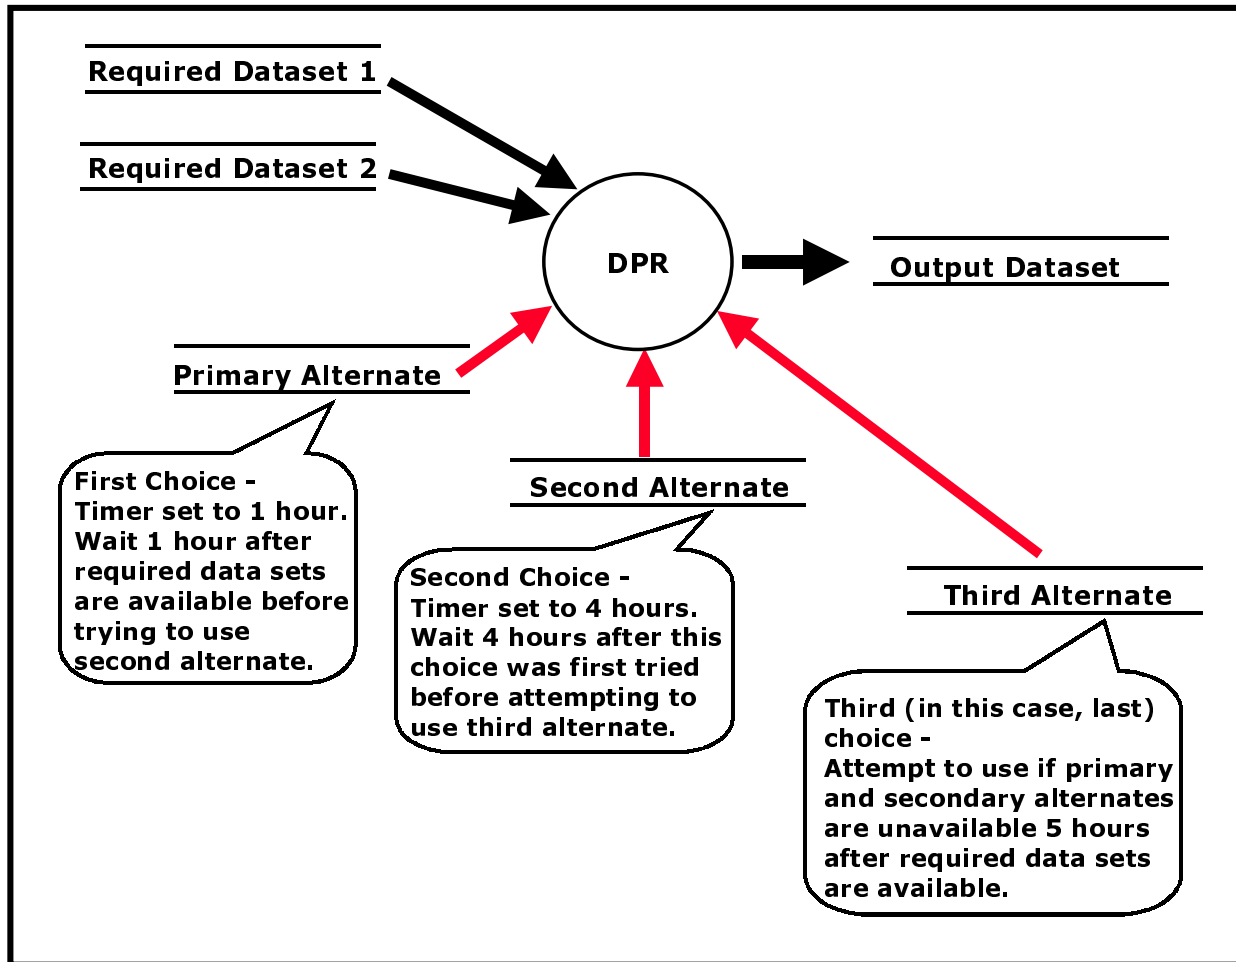 Required Dataset 1
Required Dataset 2
DPR
Output Dataset
Primary Alternate
First Choice -
Timer set to 1 hour.
Wait 1 hour after
required data sets
are available before
trying to use
second alternate.
Second Alternate
Second Choice -
Timer set to 4 hours.
Wait 4 hours after this
choice was first tried
before attempting to
use third alternate.
Third Alternate
Third (in this case, last)
choice -
Attempt to use if primary
and secondary alternates
are unavailable 5 hours
after required data sets
are available.